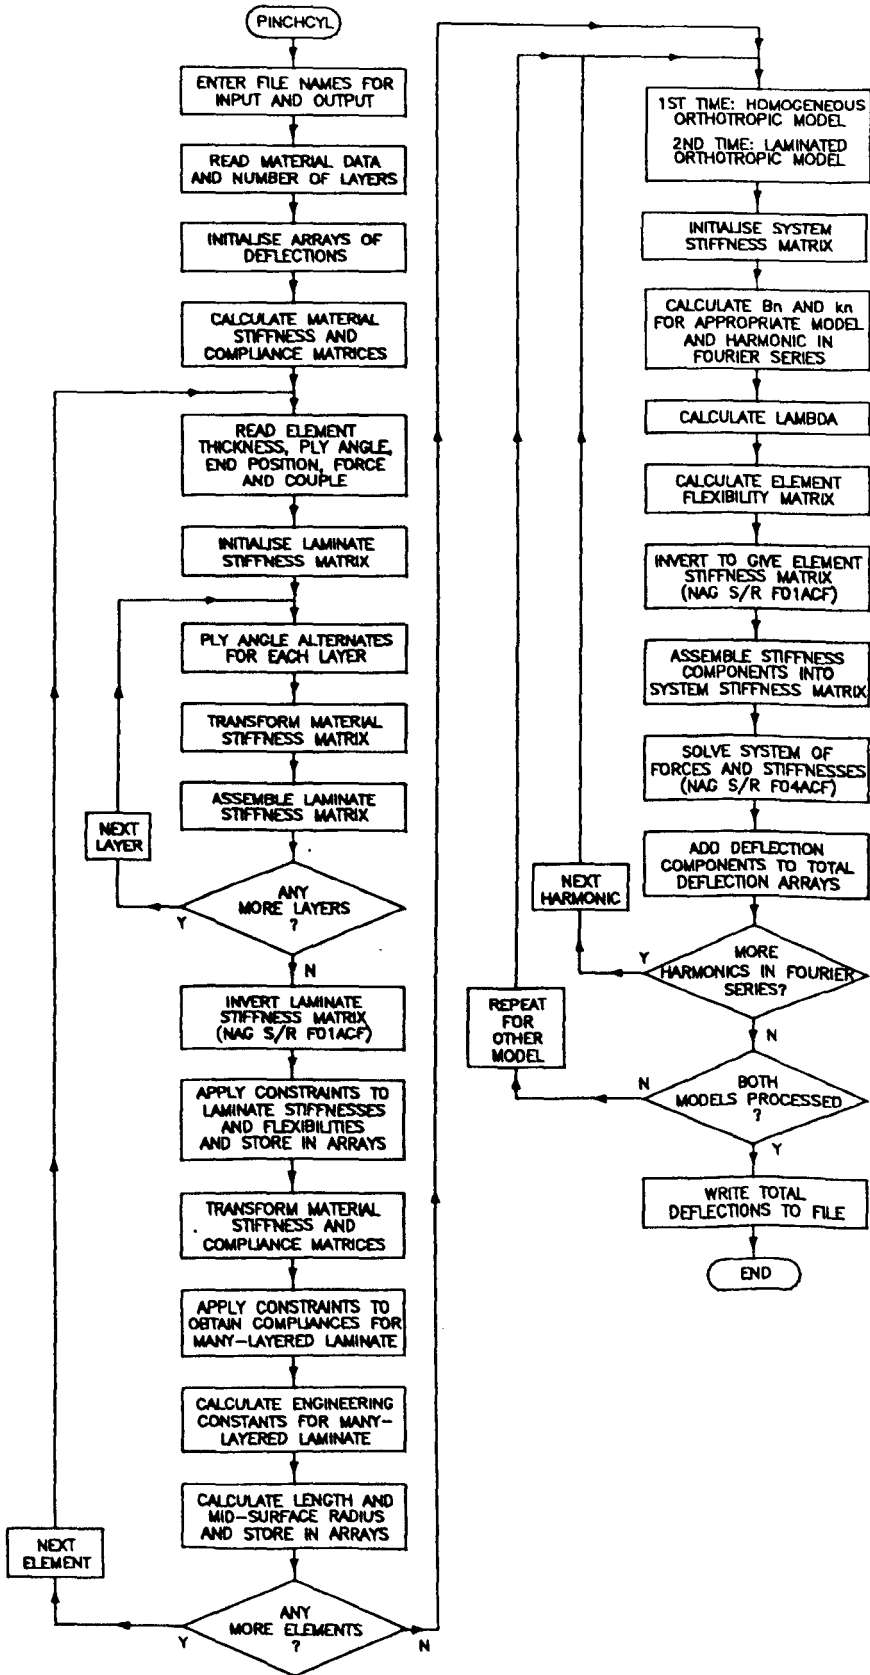 PINCHCYL
ENTER FILE NAMES FOR
INPUT AND OUTPUT
READ MATERIAL DATA
AND NUMBER OF LAYERS
INITIALISE ARRAYS OF
DEFLECTIONS
CALCULATE MATERIAL
STIFFNESS AND
COMPLIANCE MATRICES
READ ELEMENT
THICKNESS, PLY ANGLE,
END POSITION, FORCE
AND COUPLE
INITIALISE LAMINATE
STIFFNESS MATRIX
PLY ANGLE ALTERNATES
FOR EACH LAYER
TRANSFORM MATERIAL
STIFFNESS MATRIX
ASSEMBLE LAMINATE
STIFFNESS MATRIX
NEXT
LAYER
ANY
MORE LAYERS
?
Y
N
INVERT LAMINATE
STIFFNESS MATRIX
(NAG S/R F01ACF)
APPLY CONSTRAINTS TO
LAMINATE STIFFNESSES
AND FLEXIBILITIES
AND STORE IN ARRAYS
TRANSFORM MATERIAL
STIFFNESS AND
COMPLIANCE MATRICES
APPLY CONSTRAINTS TO
OBTAIN COMPLIANCES FOR
MANY-LAYERED LAMINATE
CALCULATE ENGINEERING
CONSTANTS FOR MANY-
LAYERED LAMINATE
CALCULATE LENGTH AND
MID-SURFACE RADIUS
AND STORE IN ARRAYS
NEXT
ELEMENT
ANY
MORE ELEMENTS
?
Y
N
1ST TIME: HOMOGENEOUS
ORTHOTROPIC MODEL
2ND TIME: LAMINATED
ORTHOTROPIC MODEL
INITIALISE SYSTEM
STIFFNESS MATRIX
CALCULATE Bn AND kn
FOR APPROPRIATE MODEL
AND HARMONIC IN
FOURIER SERIES
CALCULATE LAMBDA
CALCULATE ELEMENT
FLEXIBILITY MATRIX
INVERT TO GIVE ELEMENT
STIFFNESS MATRIX
(NAG S/R F01ACF)
ASSEMBLE STIFFNESS
COMPONENTS INTO
SYSTEM STIFFNESS MATRIX
SOLVE SYSTEM OF
FORCES AND STIFFNESSES
(NAG S/R F04ACF)
ADD DEFLECTION
COMPONENTS TO TOTAL
DEFLECTION ARRAYS
NEXT
HARMONIC
MORE
HARMONICS IN FOURIER
SERIES?
Y
N
REPEAT
FOR
OTHER
MODEL
BOTH
MODELS PROCESSED
?
N
Y
WRITE TOTAL
DEFLECTIONS TO FILE
END